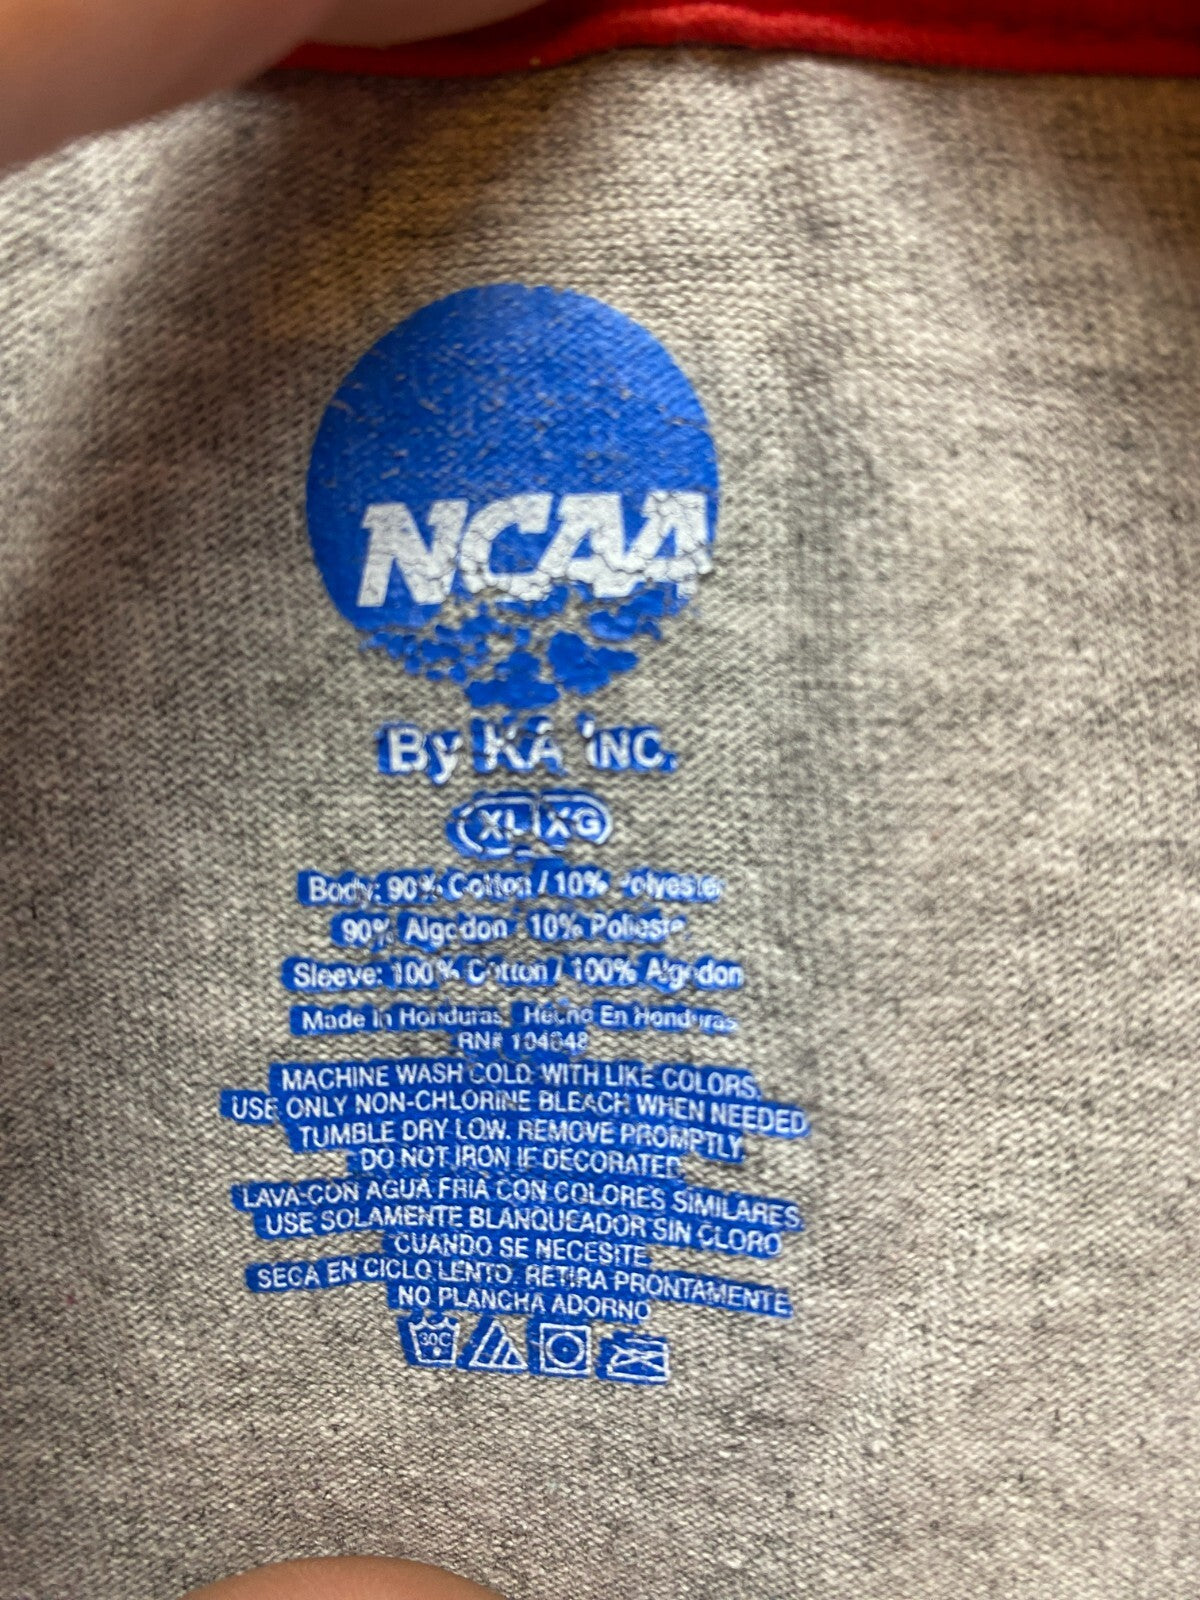 NCAA
By KA INC.
XL XG
Body: 90% Cotton / 10% Polyester
90% Algodon / 10% Poliester
Sleeve: 100% Cotton / 100% Algodon
Made In Honduras Hecho En Honduras
RN# 104648
MACHINE WASH COLD WITH LIKE COLORS
USE ONLY NON-CHLORINE BLEACH WHEN NEEDED
TUMBLE DRY LOW. REMOVE PROMPTLY
DO NOT IRON IF DECORATED
LAVA CON AGUA FRIA CON COLORES SIMILARES
USE SOLAMENTE BLANQUEADOR SIN CLORO
CUANDO SE NECESITE
SECA EN CICLO LENTO. RETIRA PRONTAMENTE
NO PLANCHA ADORNO
30C